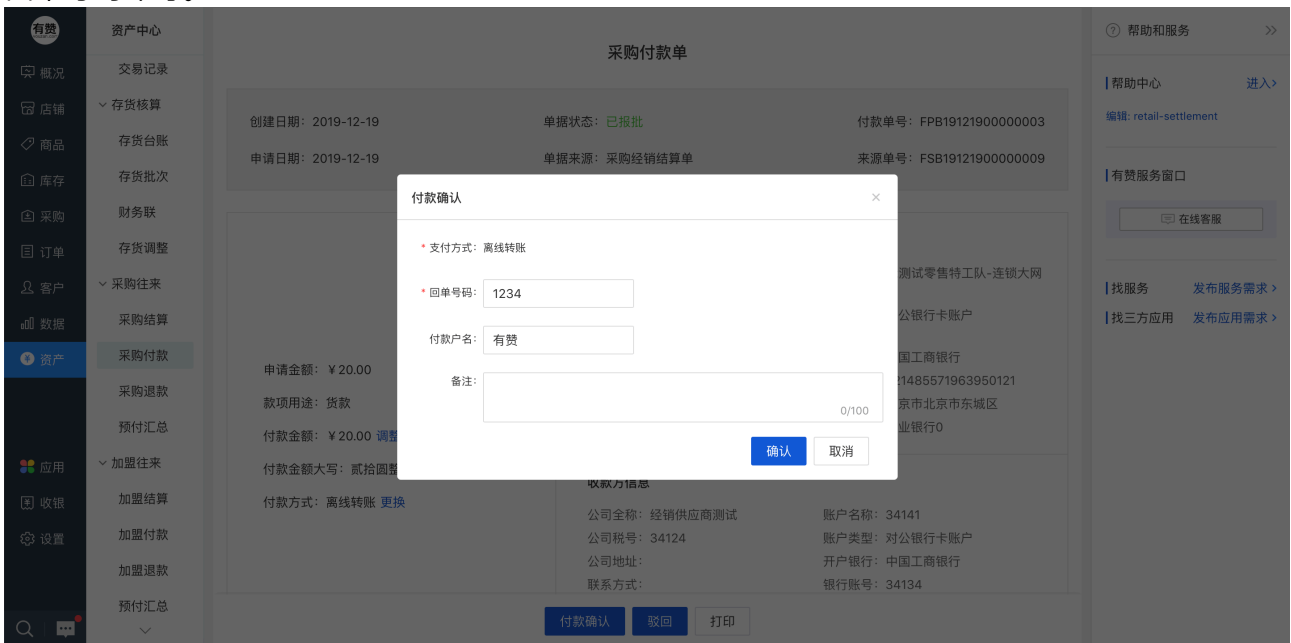 有赞
概况
店铺
商品
库存
采购
订单
客户
数据
资产
应用
收银
设置
资产中心
交易记录
存货核算
存货台账
存货批次
财务联
存货调整
采购往来
采购结算
采购付款
采购退款
预付汇总
加盟往来
加盟结算
加盟付款
加盟退款
预付汇总
采购付款单
创建日期：2019-12-19 单据状态：已报批 付款单号：FPB19121900000003
申请日期：2019-12-19 单据来源：采购经销结算单 来源单号：FSB19121900000009
付款确认
* 支付方式：离线转账
* 回单号码：1234
付款户名：有赞
备注：
0/100
确认 取消
测试零售特工队-连锁大网
公银行卡账户
国工商银行
21485571963950121
京市北京市东城区
业银行0
申请金额：￥20.00
款项用途：货款
付款金额：￥20.00 调整
付款金额大写：贰拾圆整
付款方式：离线转账 更换
收款方信息
公司全称：经销供应商测试 账户名称：34141
公司税号：34124 账户类型：对公银行卡账户
公司地址： 开户银行：中国工商银行
联系方式： 银行账号：34134
付款确认 驳回 打印
帮助和服务
帮助中心 进入>
编辑: retail-settlement
有赞服务窗口
在线客服
找服务 发布服务需求>
找三方应用 发布应用需求>